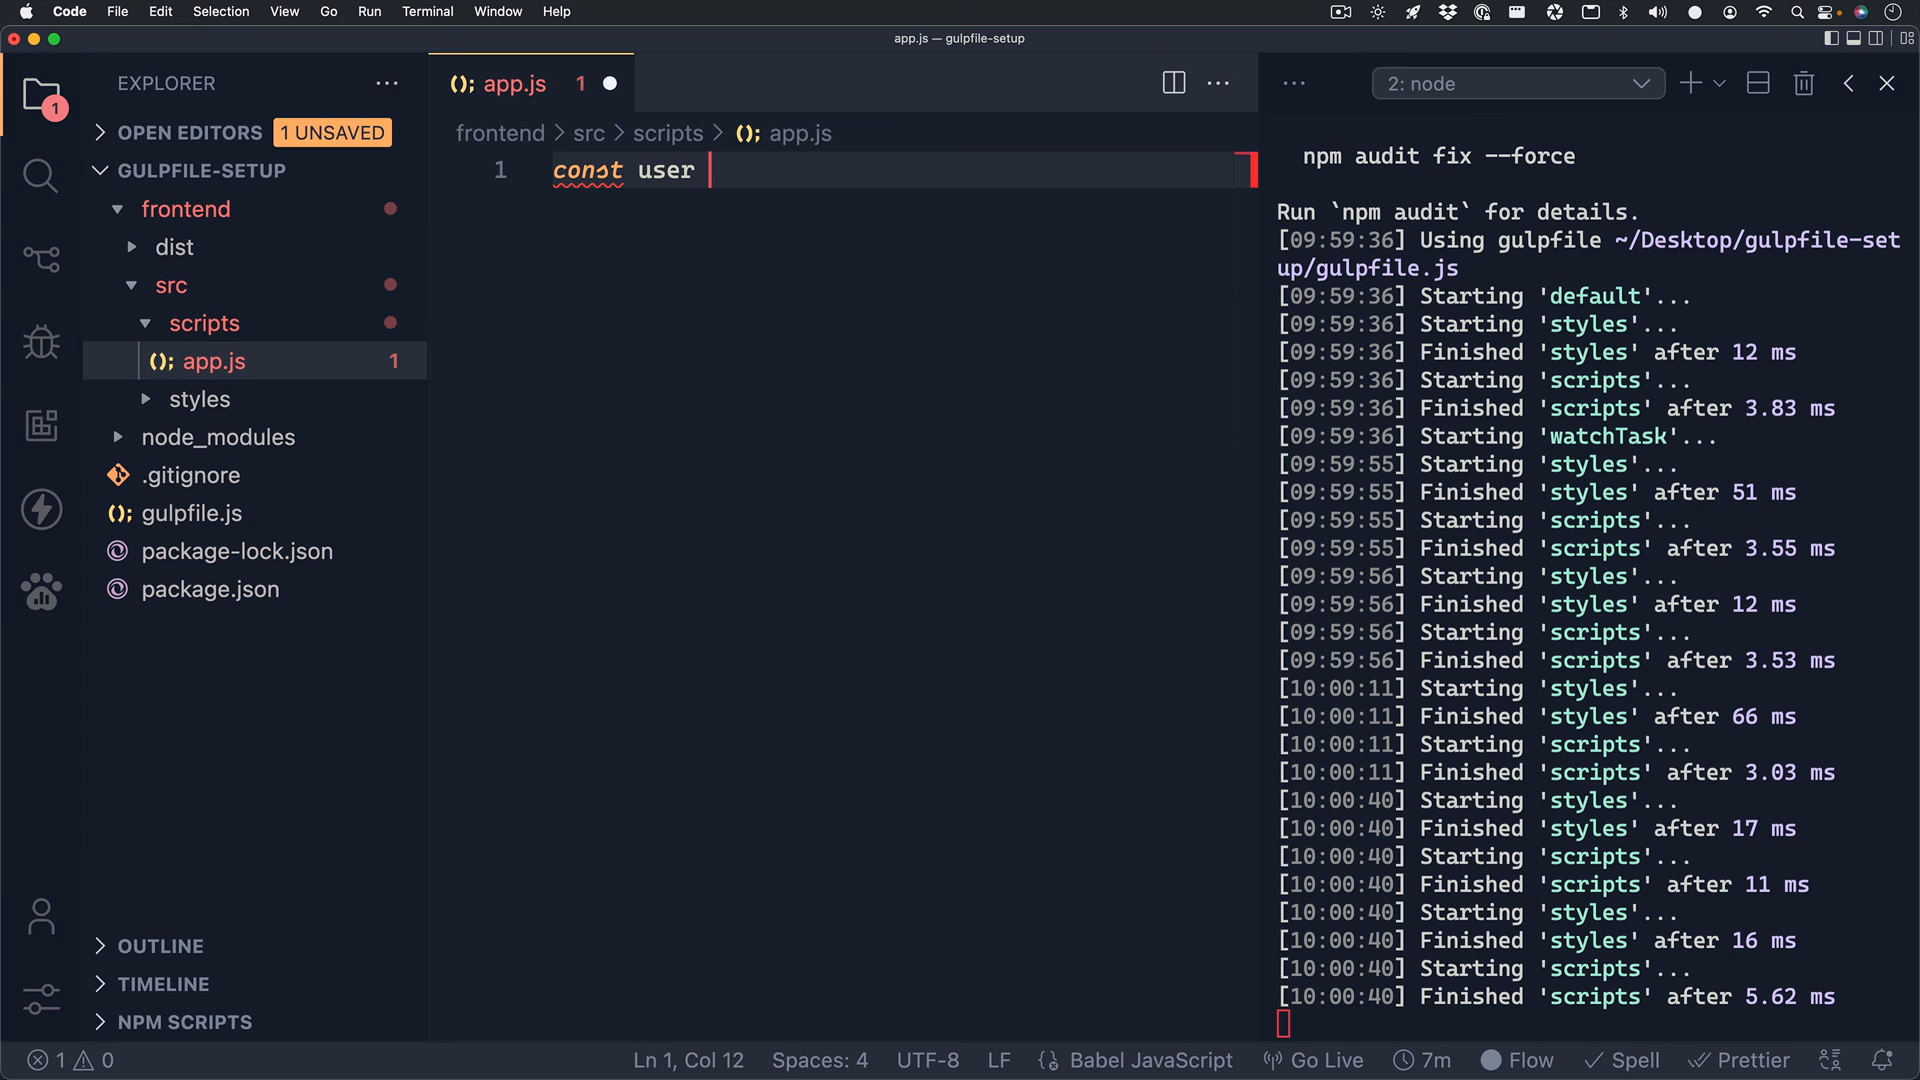 Code File Edit Selection View Go Run Terminal Window Help
app.js — gulpfile-setup
EXPLORER
OPEN EDITORS 1 UNSAVED
GULPFILE-SETUP
frontend
dist
src
scripts
app.js 1
styles
node_modules
.gitignore
gulpfile.js
package-lock.json
package.json
OUTLINE
TIMELINE
NPM SCRIPTS
1
app.js 1
frontend > src > scripts > app.js
1 const user
2: node
npm audit fix --force
Run `npm audit` for details.
[09:59:36] Using gulpfile ~/Desktop/gulpfile-set
up/gulpfile.js
[09:59:36] Starting 'default'...
[09:59:36] Starting 'styles'...
[09:59:36] Finished 'styles' after 12 ms
[09:59:36] Starting 'scripts'...
[09:59:36] Finished 'scripts' after 3.83 ms
[09:59:36] Starting 'watchTask'...
[09:59:55] Starting 'styles'...
[09:59:55] Finished 'styles' after 51 ms
[09:59:55] Starting 'scripts'...
[09:59:55] Finished 'scripts' after 3.55 ms
[09:59:56] Starting 'styles'...
[09:59:56] Finished 'styles' after 12 ms
[09:59:56] Starting 'scripts'...
[09:59:56] Finished 'scripts' after 3.53 ms
[10:00:11] Starting 'styles'...
[10:00:11] Finished 'styles' after 66 ms
[10:00:11] Starting 'scripts'...
[10:00:11] Finished 'scripts' after 3.03 ms
[10:00:40] Starting 'styles'...
[10:00:40] Finished 'styles' after 17 ms
[10:00:40] Starting 'scripts'...
[10:00:40] Finished 'scripts' after 11 ms
[10:00:40] Starting 'styles'...
[10:00:40] Finished 'styles' after 16 ms
[10:00:40] Starting 'scripts'...
[10:00:40] Finished 'scripts' after 5.62 ms
1 0 Ln 1, Col 12 Spaces: 4 UTF-8 LF Babel JavaScript Go Live 7m Flow Spell Prettier